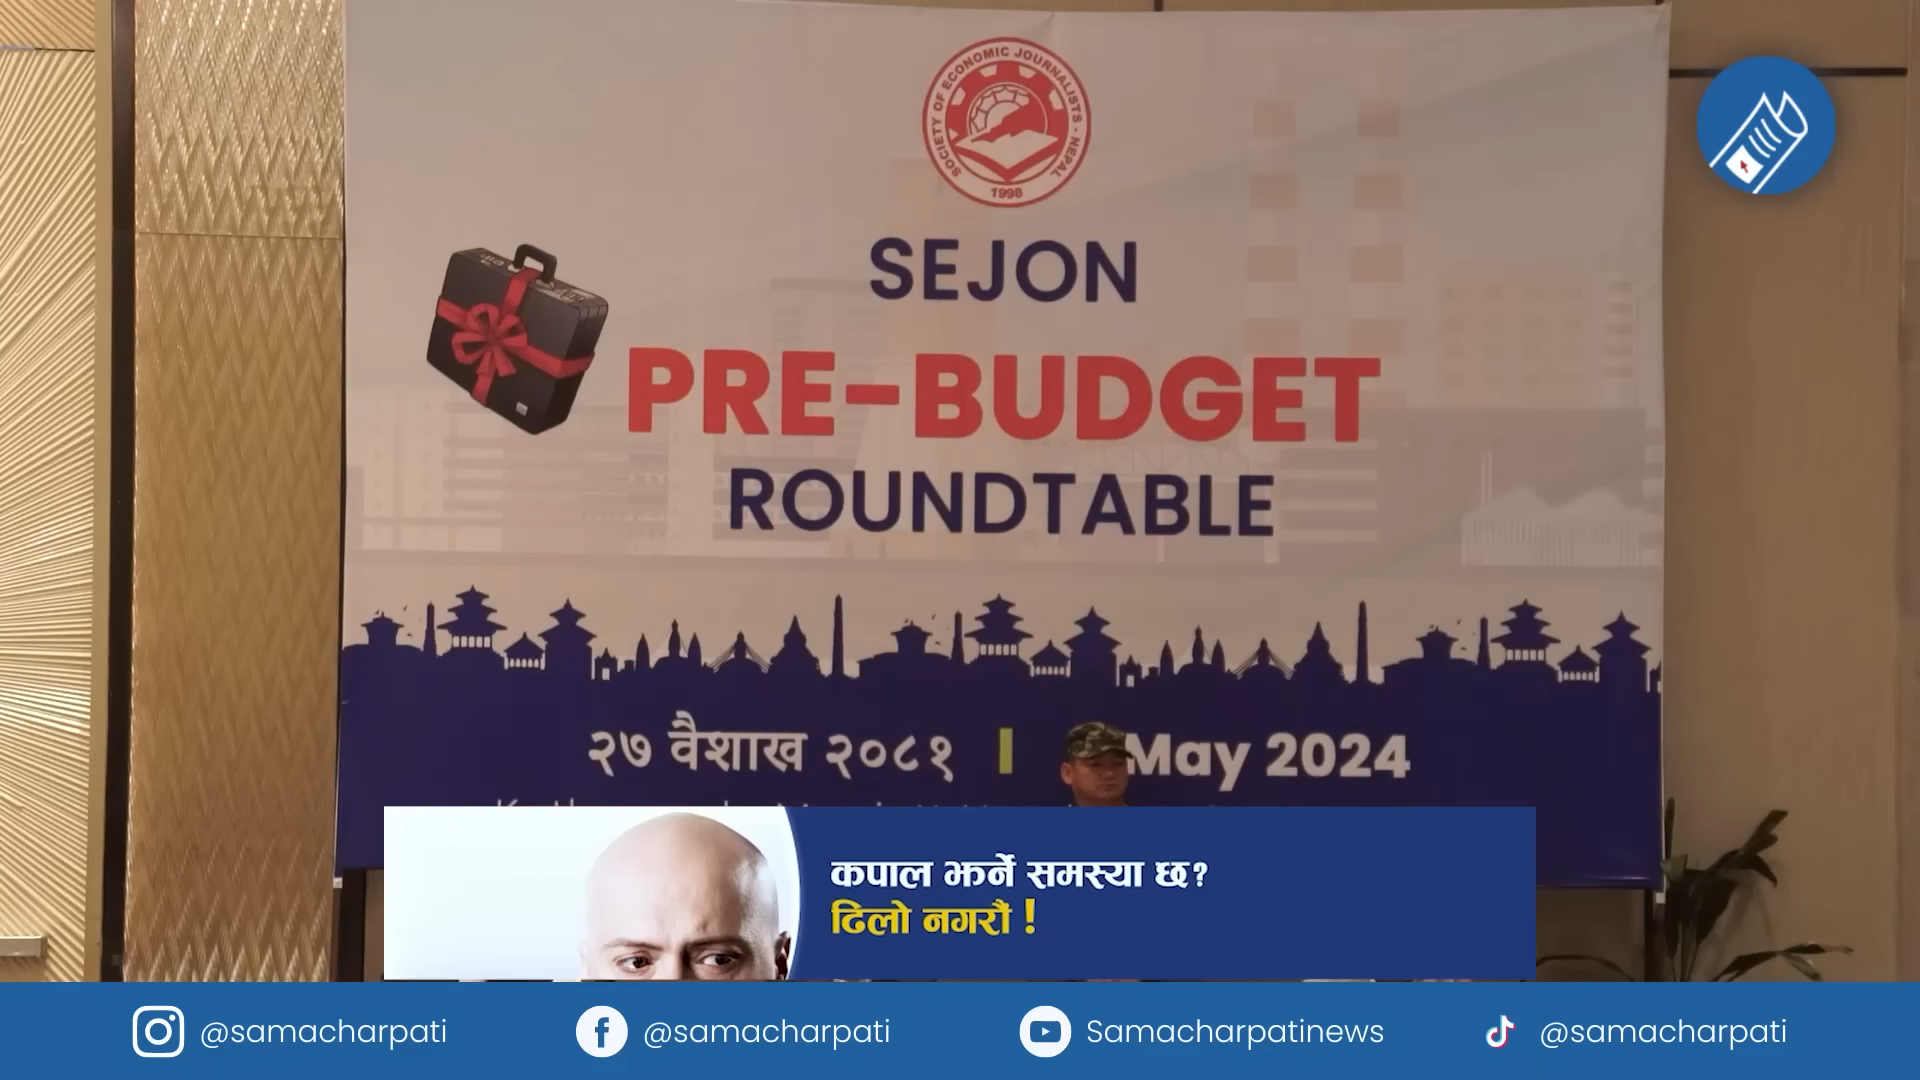 SOCIETY OF ECONOMIC JOURNALISTS - NEPAL
1998
SEJON
PRE-BUDGET
ROUNDTABLE
२७ वैशाख २०८१ | May 2024
कपाल झर्ने समस्या छ?
ढिलो नगरौं !
@samacharpati @samacharpati Samacharpatinews @samacharpati